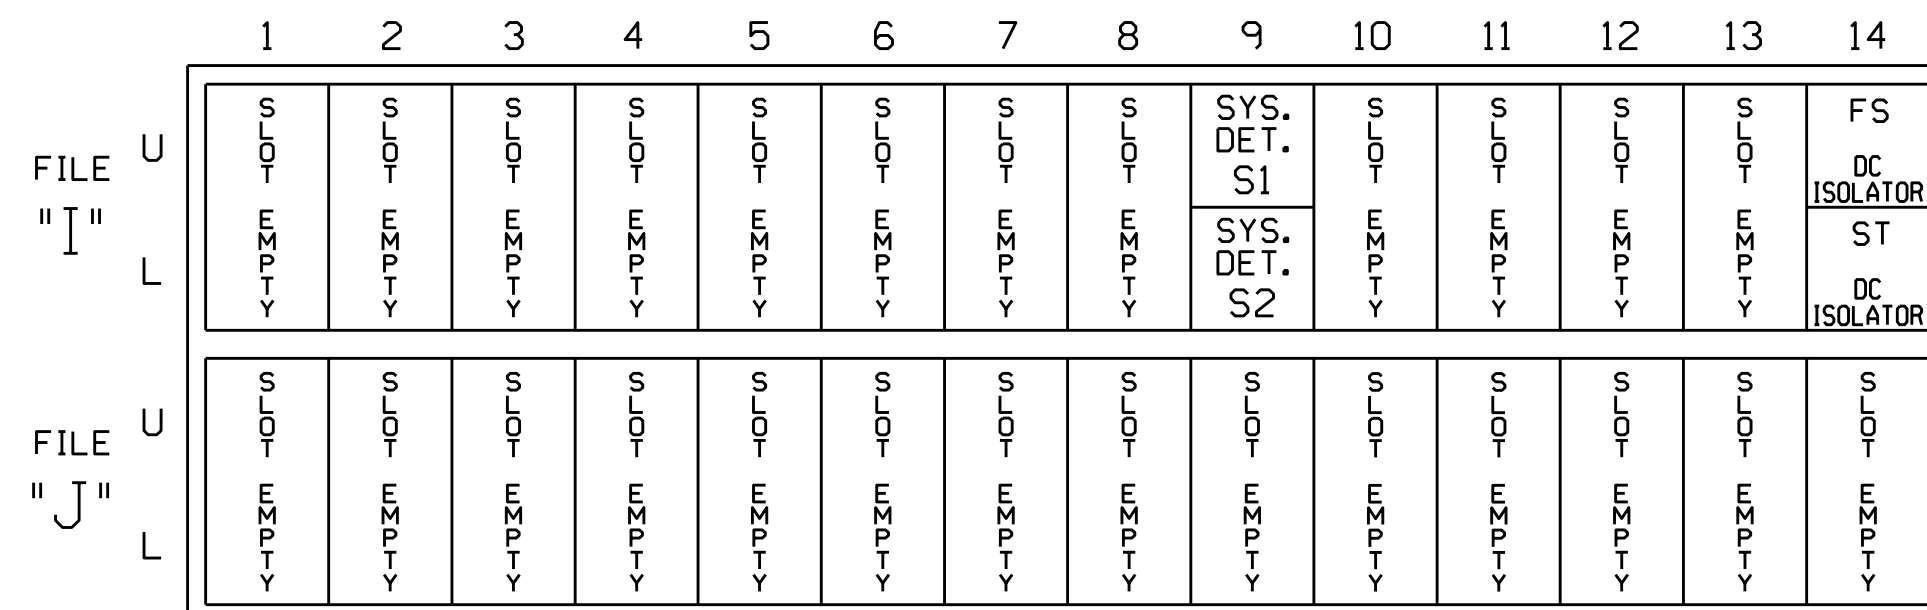 1 2 3 4 5 6 7 8 9 10 11 12 13 14
FILE "I"
U
L
SLOT EMPTY
SLOT EMPTY
SLOT EMPTY
SLOT EMPTY
SLOT EMPTY
SLOT EMPTY
SLOT EMPTY
SLOT EMPTY
SYS.
DET.
S1
SYS.
DET.
S2
SLOT EMPTY
SLOT EMPTY
SLOT EMPTY
SLOT EMPTY
FS
DC
ISOLATOR
ST
DC
ISOLATOR
FILE "J"
U
L
SLOT EMPTY
SLOT EMPTY
SLOT EMPTY
SLOT EMPTY
SLOT EMPTY
SLOT EMPTY
SLOT EMPTY
SLOT EMPTY
SLOT EMPTY
SLOT EMPTY
SLOT EMPTY
SLOT EMPTY
SLOT EMPTY
SLOT EMPTY